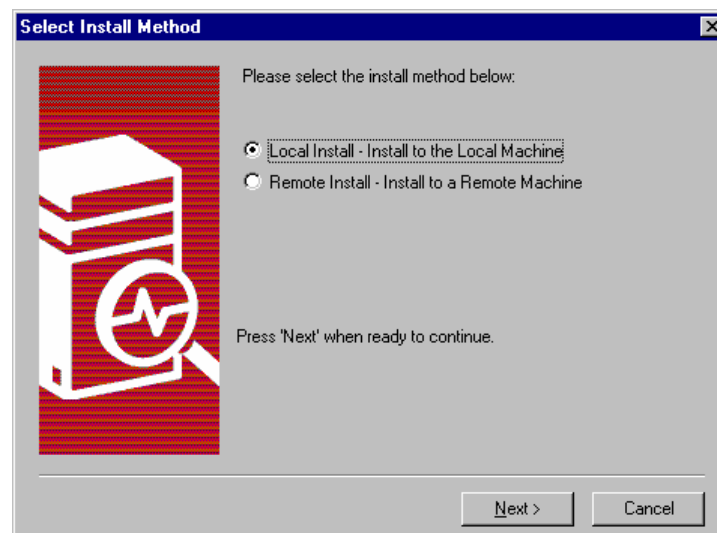 Select Install Method
Please select the install method below:
Local Install - Install to the Local Machine
Remote Install - Install to a Remote Machine
Press 'Next' when ready to continue.
Next >
Cancel